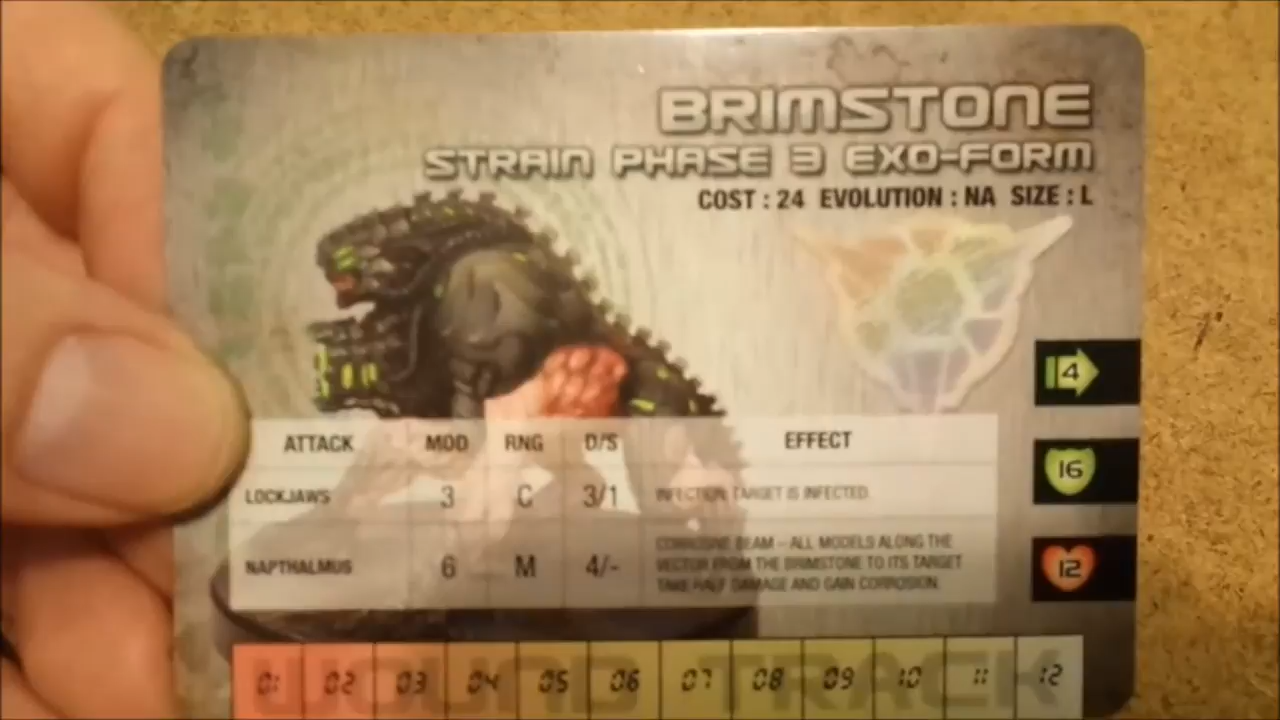 BRIMSTONE
STRAIN PHASE 3 EXO-FORM
COST : 24 EVOLUTION : NA SIZE : L
4
16
12
ATTACK MOD RNG D/S EFFECT
LOCKJAWS 3 C 3/1 INFECTION: TARGET IS INFECTED.
NAPTHALMUS 6 M 4/- CORROSIVE BEAM – ALL MODELS ALONG THE
VECTOR FROM THE BRIMSTONE TO ITS TARGET
TAKE HALF DAMAGE AND GAIN CORROSION.
WOUND TRACK
01 02 03 04 05 06 07 08 09 10 11 12